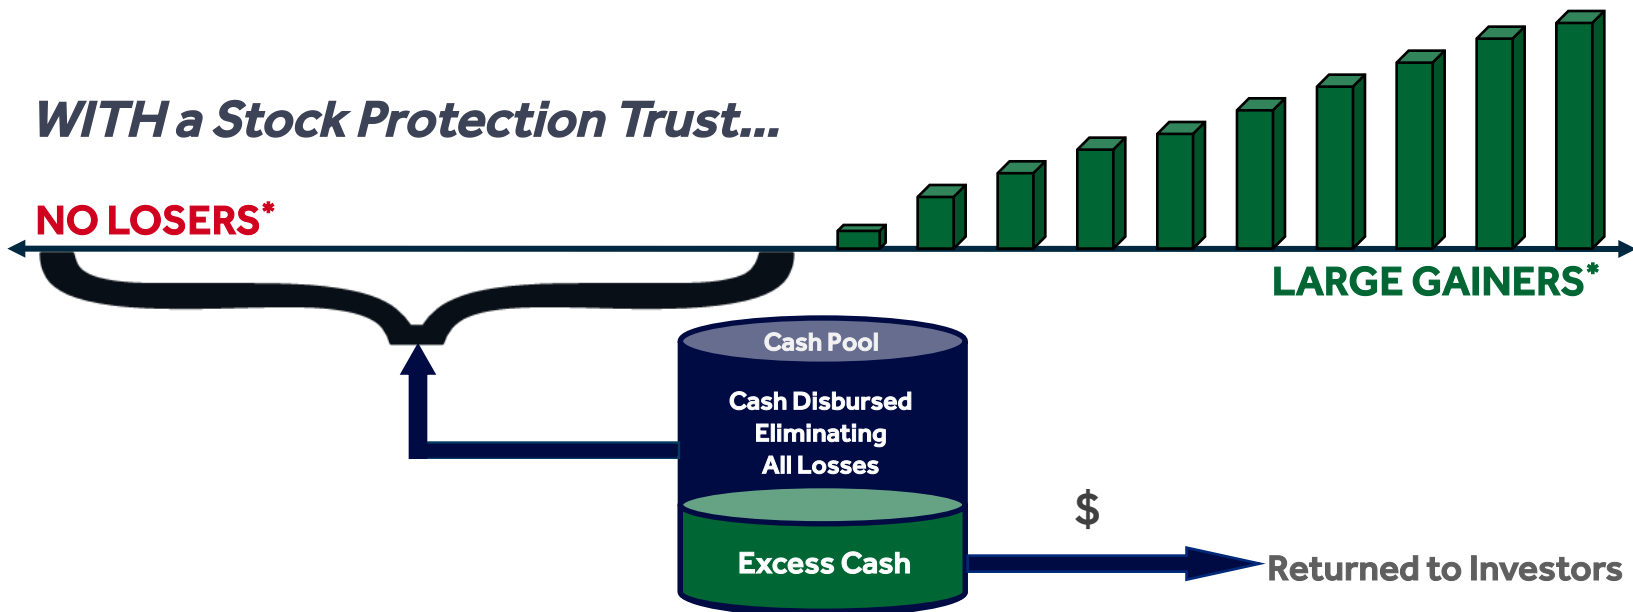 WITH a Stock Protection Trust...
NO LOSERS*
LARGE GAINERS*
Cash Pool
Cash Disbursed
Eliminating
All Losses
$
Excess Cash
Returned to Investors